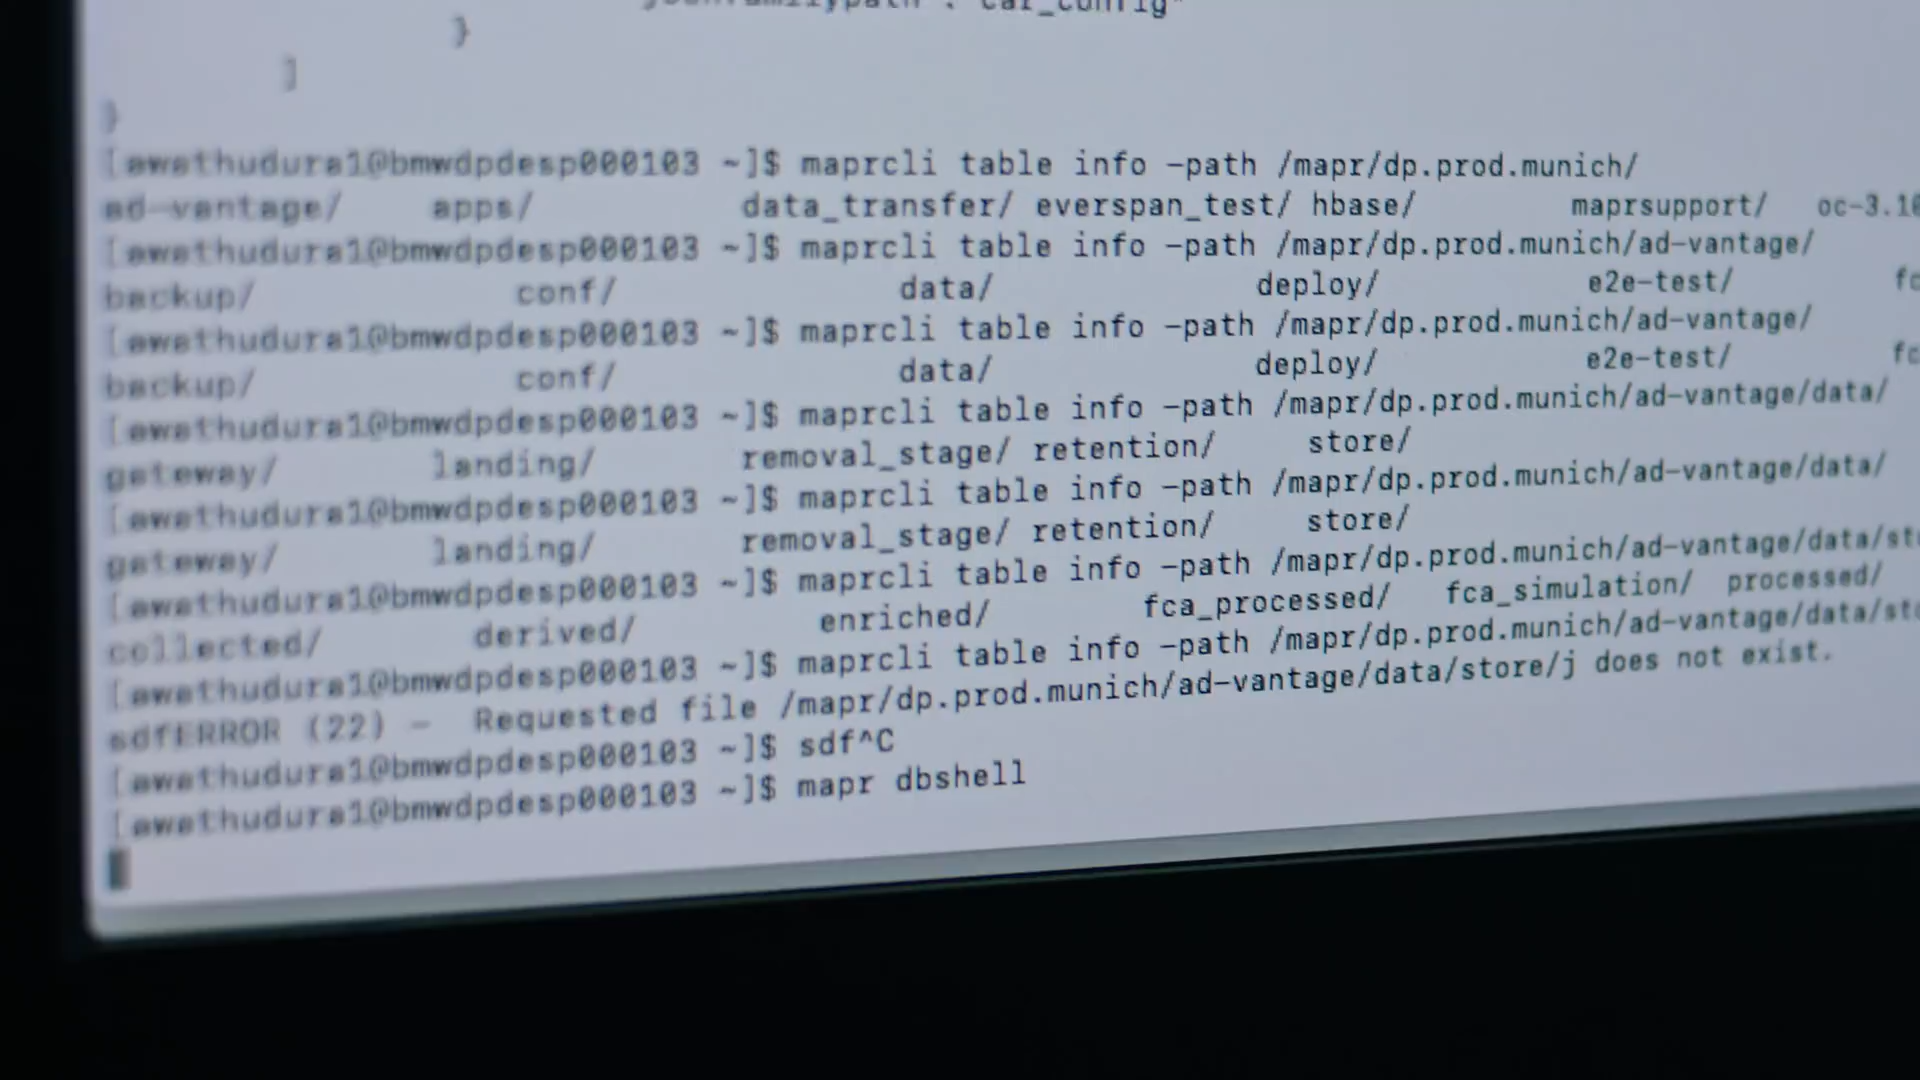 }
]
}
[awathudura1@bmwdpdesp000103 ~]$ maprcli table info -path /mapr/dp.prod.munich/
ad-vantage/ apps/ data_transfer/ everspan_test/ hbase/ maprsupport/ oc-3.10
[awathudura1@bmwdpdesp000103 ~]$ maprcli table info -path /mapr/dp.prod.munich/ad-vantage/
backup/ conf/ data/ deploy/ e2e-test/ fc
[awathudura1@bmwdpdesp000103 ~]$ maprcli table info -path /mapr/dp.prod.munich/ad-vantage/
backup/ conf/ data/ deploy/ e2e-test/ fc
[awathudura1@bmwdpdesp000103 ~]$ maprcli table info -path /mapr/dp.prod.munich/ad-vantage/data/
gateway/ landing/ removal_stage/ retention/ store/
[awathudura1@bmwdpdesp000103 ~]$ maprcli table info -path /mapr/dp.prod.munich/ad-vantage/data/
gateway/ landing/ removal_stage/ retention/ store/
[awathudura1@bmwdpdesp000103 ~]$ maprcli table info -path /mapr/dp.prod.munich/ad-vantage/data/sto
collected/ derived/ enriched/ fca_processed/ fca_simulation/ processed/
[awathudura1@bmwdpdesp000103 ~]$ maprcli table info -path /mapr/dp.prod.munich/ad-vantage/data/sto
sdfERROR (22) - Requested file /mapr/dp.prod.munich/ad-vantage/data/store/j does not exist.
[awathudura1@bmwdpdesp000103 ~]$ sdf^C
[awathudura1@bmwdpdesp000103 ~]$ mapr dbshell